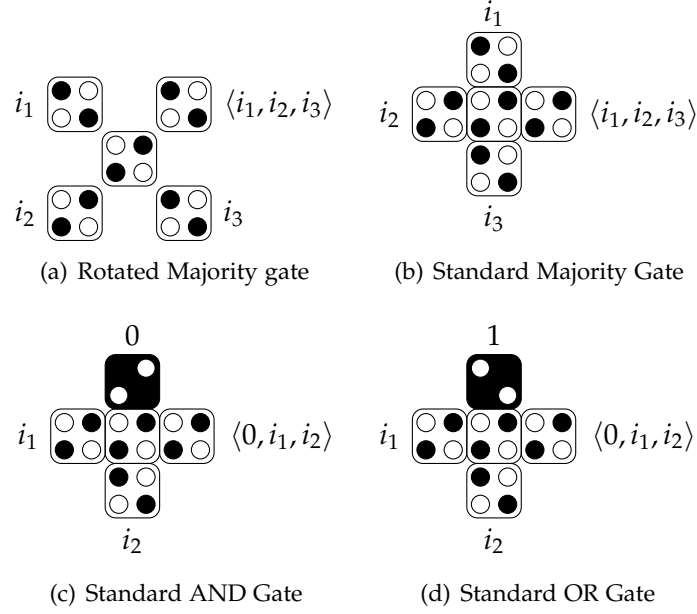 i₁
i₁ ⟨i₁, i₂, i₃⟩
i₂ i₃
(a) Rotated Majority gate
i₂ ⟨i₁, i₂, i₃⟩
i₃
(b) Standard Majority Gate
0
i₁ ⟨0, i₁, i₂⟩
i₂
(c) Standard AND Gate
1
i₁ ⟨0, i₁, i₂⟩
i₂
(d) Standard OR Gate